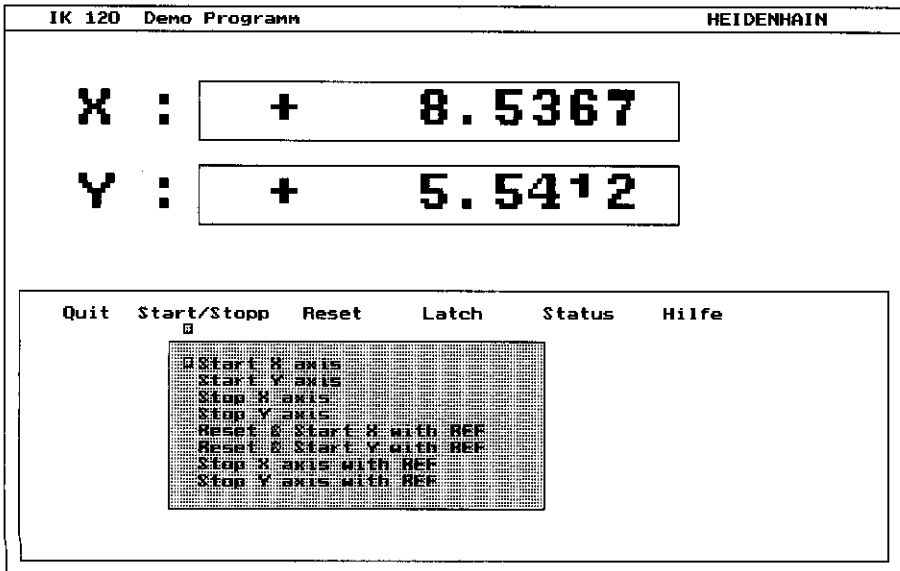 IK 120 Demo Programm HEIDENHAIN
X : + 8.5367
Y : + 5.5412
Quit Start/Stopp Reset Latch Status Hilfe
Start X axis
Start Y axis
Stop X axis
Stop Y axis
Reset & Start X with REF
Reset & Start Y with REF
Stop X axis with REF
Stop Y axis with REF